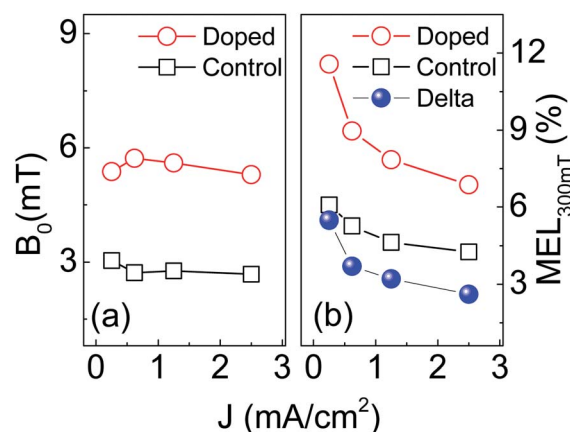 9
6
3
B0(mT)
Doped
Control
(a)
0
1
2
3
Doped
Control
Delta
(b)
0
1
2
3
12
9
6
3
MEL300mT (%)
J (mA/cm²)